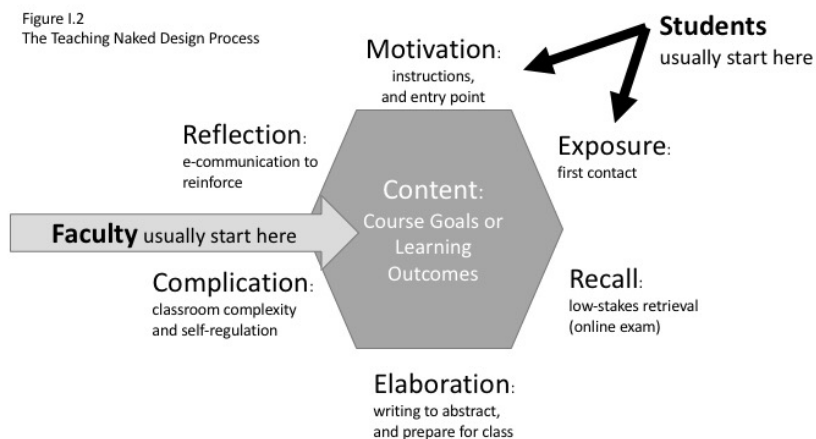 Figure I.2
The Teaching Naked Design Process
Students
usually start here
Motivation:
instructions,
and entry point
Reflection:
e-communication to
reinforce
Exposure:
first contact
Content:
Course Goals or
Learning
Outcomes
Faculty usually start here
Complication:
classroom complexity
and self-regulation
Recall:
low-stakes retrieval
(online exam)
Elaboration:
writing to abstract,
and prepare for class